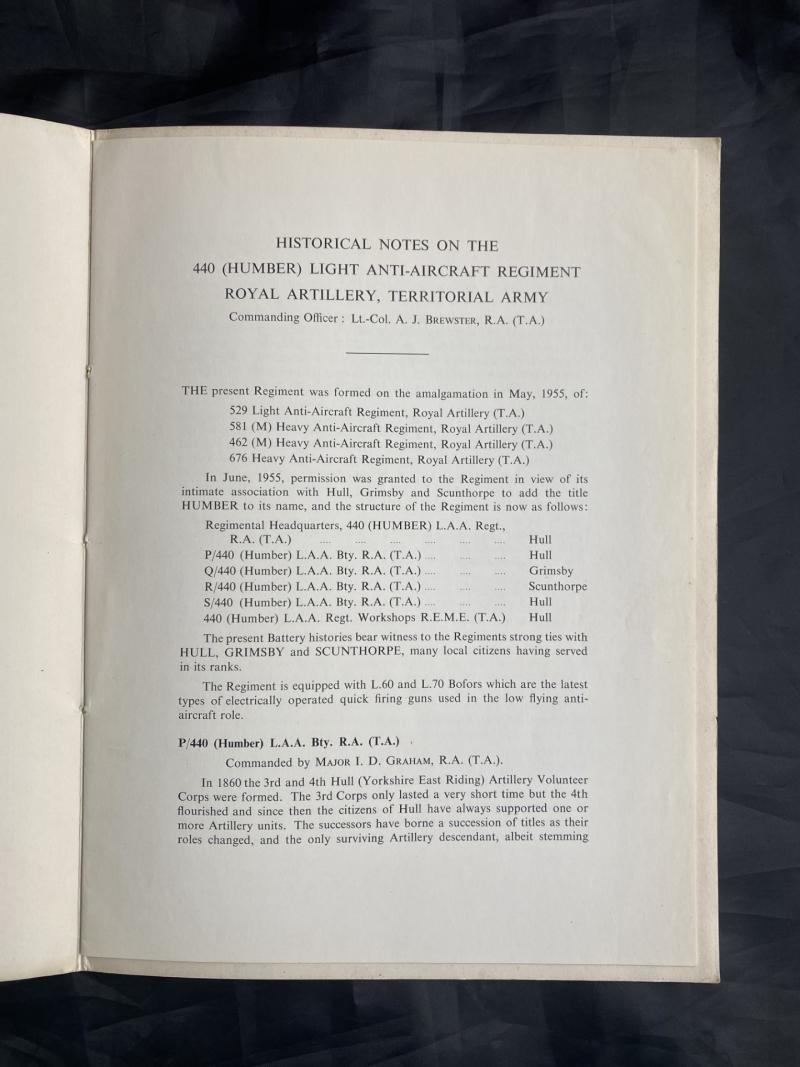 HISTORICAL NOTES ON THE
440 (HUMBER) LIGHT ANTI-AIRCRAFT REGIMENT
ROYAL ARTILLERY, TERRITORIAL ARMY
Commanding Officer : Lt.-Col. A. J. Brewster, R.A. (T.A.)
THE present Regiment was formed on the amalgamation in May, 1955, of:
529 Light Anti-Aircraft Regiment, Royal Artillery (T.A.)
581 (M) Heavy Anti-Aircraft Regiment, Royal Artillery (T.A.)
462 (M) Heavy Anti-Aircraft Regiment, Royal Artillery (T.A.)
676 Heavy Anti-Aircraft Regiment, Royal Artillery (T.A.)
In June, 1955, permission was granted to the Regiment in view of its
intimate association with Hull, Grimsby and Scunthorpe to add the title
HUMBER to its name, and the structure of the Regiment is now as follows:
Regimental Headquarters, 440 (HUMBER) L.A.A. Regt.,
R.A. (T.A.) .... .... .... .... .... .... Hull
P/440 (Humber) L.A.A. Bty. R.A. (T.A.) .... .... .... Hull
Q/440 (Humber) L.A.A. Bty. R.A. (T.A.) .... .... .... Grimsby
R/440 (Humber) L.A.A. Bty. R.A. (T.A.) .... .... .... Scunthorpe
S/440 (Humber) L.A.A. Bty. R.A. (T.A.) .... .... .... Hull
440 (Humber) L.A.A. Regt. Workshops R.E.M.E. (T.A.) Hull
The present Battery histories bear witness to the Regiments strong ties with
HULL, GRIMSBY and SCUNTHORPE, many local citizens having served
in its ranks.
The Regiment is equipped with L.60 and L.70 Bofors which are the latest
types of electrically operated quick firing guns used in the low flying anti-
aircraft role.
P/440 (Humber) L.A.A. Bty. R.A. (T.A.)
Commanded by Major I. D. Graham, R.A. (T.A.).
In 1860 the 3rd and 4th Hull (Yorkshire East Riding) Artillery Volunteer
Corps were formed. The 3rd Corps only lasted a very short time but the 4th
flourished and since then the citizens of Hull have always supported one or
more Artillery units. The successors have borne a succession of titles as their
roles changed, and the only surviving Artillery descendant, albeit stemming